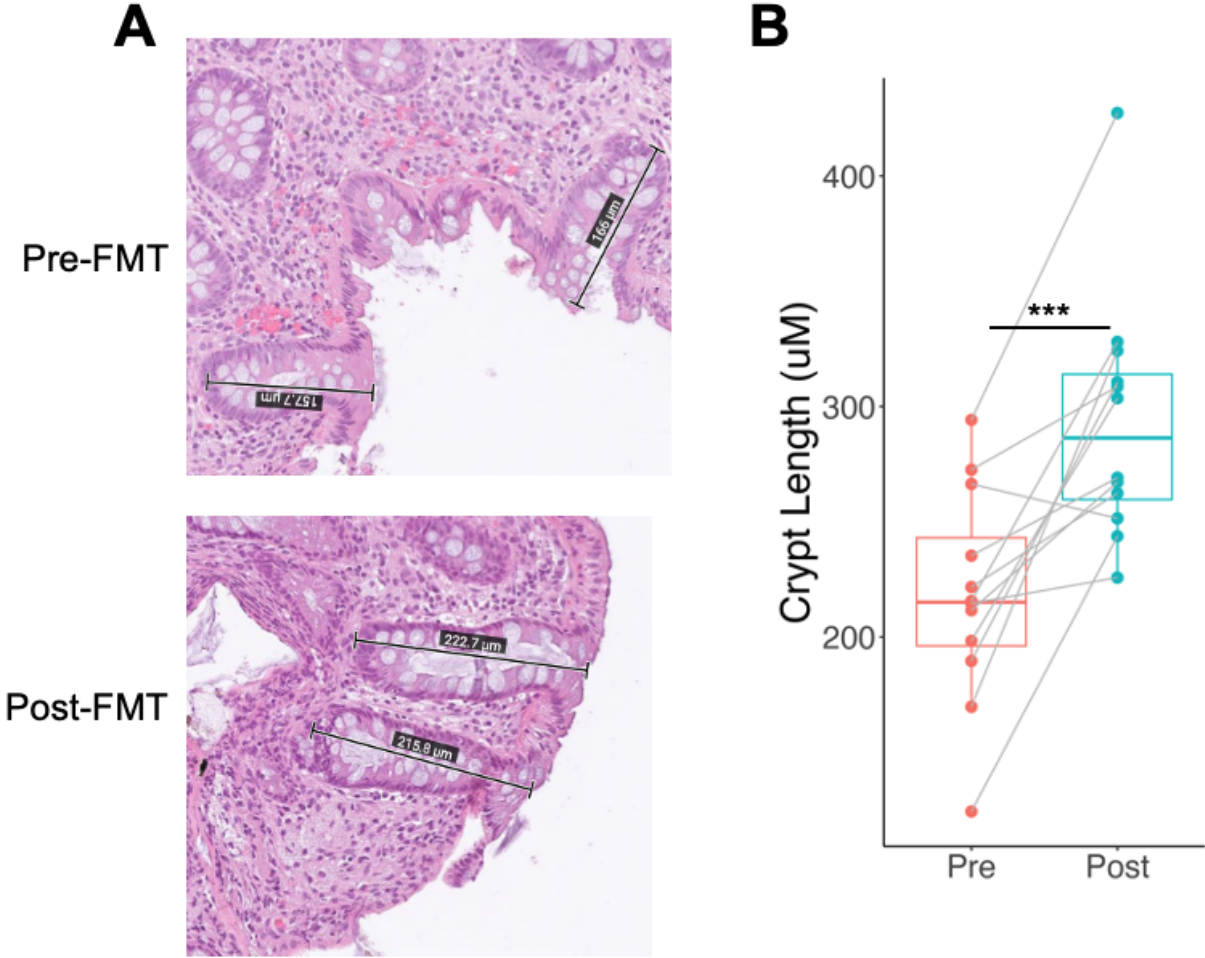 A
Pre-FMT
166 µm
157.7 µm
Post-FMT
222.7 µm
215.8 µm
B
Crypt Length (uM)
400
300
200
***
Pre
Post